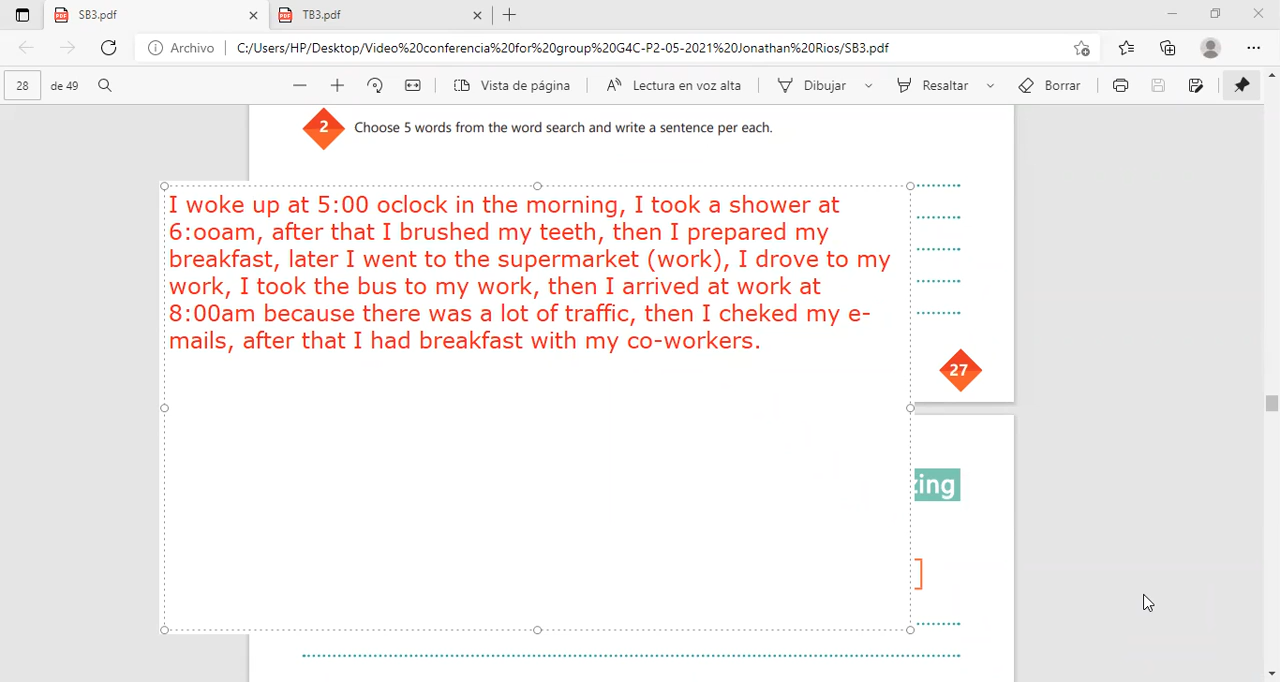 SB3.pdf
TB3.pdf
Archivo
C:/Users/HP/Desktop/Video%20conferencia%20for%20group%20G4C-P2-05-2021%20Jonathan%20Rios/SB3.pdf
28 de 49
Vista de página
Lectura en voz alta
Dibujar
Resaltar
Borrar
2 Choose 5 words from the word search and write a sentence per each.
I woke up at 5:00 oclock in the morning, I took a shower at
6:ooam, after that I brushed my teeth, then I prepared my
breakfast, later I went to the supermarket (work), I drove to my
work, I took the bus to my work, then I arrived at work at
8:00am because there was a lot of traffic, then I cheked my e-
mails, after that I had breakfast with my co-workers.
27
zing